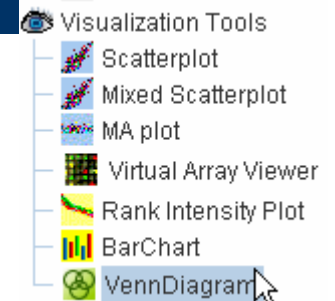 Visualization Tools
Scatterplot
Mixed Scatterplot
MA plot
Virtual Array Viewer
Rank Intensity Plot
BarChart
VennDiagram